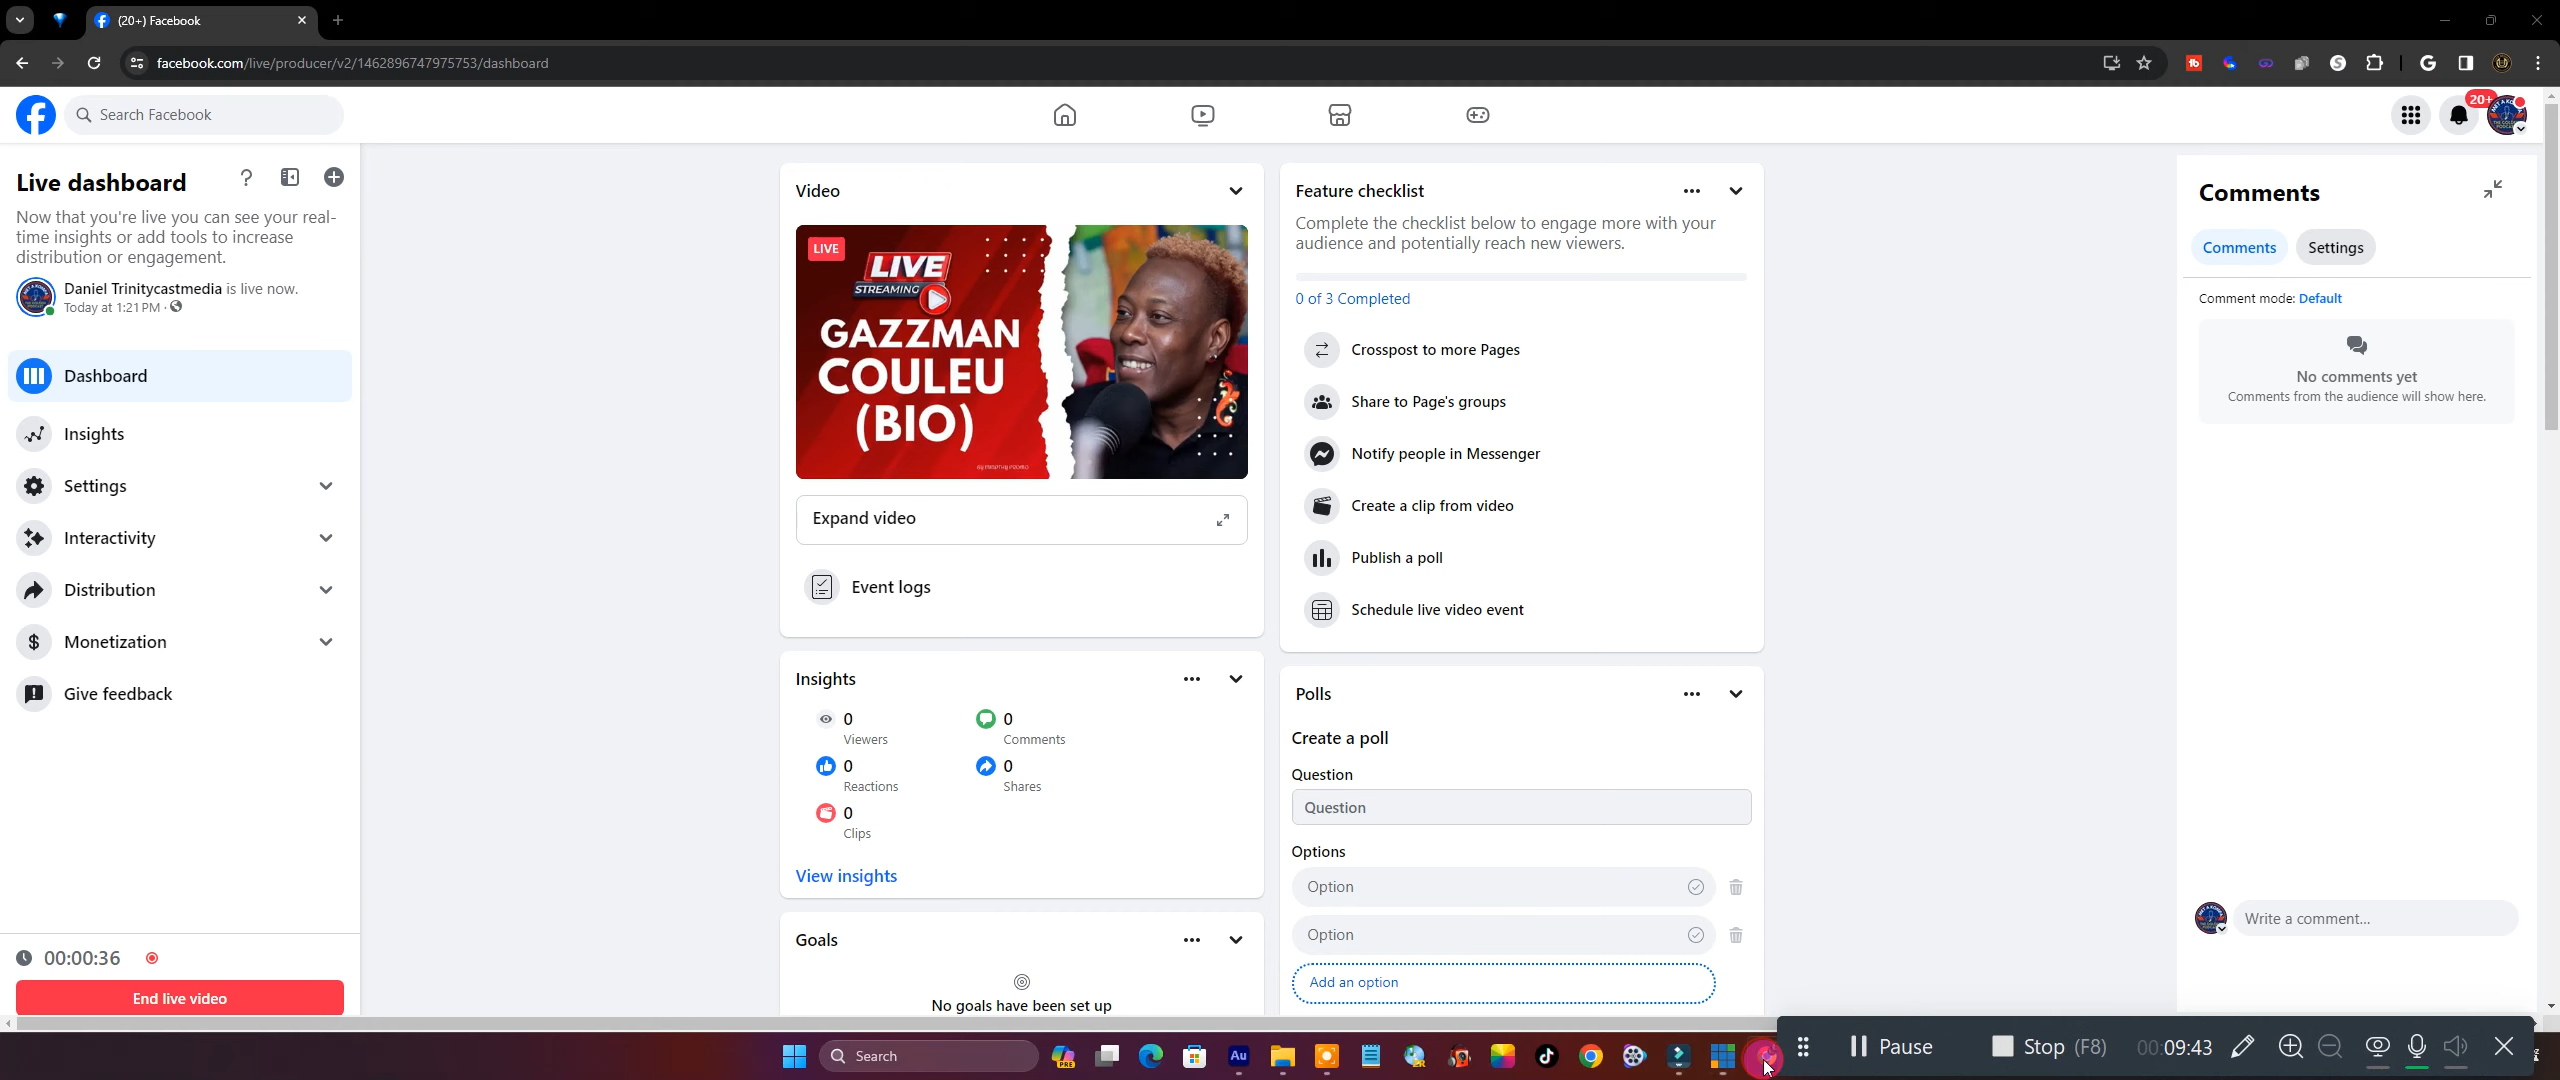 (20+) Facebook
facebook.com/live/producer/v2/1462896747975753/dashboard
Search Facebook
20+
Live dashboard
Now that you're live you can see your real-
time insights or add tools to increase
distribution or engagement.
Daniel Trinitycastmedia is live now.
Today at 1:21 PM ·
Dashboard
Insights
Settings
Interactivity
Distribution
Monetization
Give feedback
00:00:36
End live video
Video
LIVE
LIVE
STREAMING
GAZZMAN
COULEU
(BIO)
Expand video
Event logs
Insights
0
Viewers
0
Comments
0
Reactions
0
Shares
0
Clips
View insights
Goals
No goals have been set up
Feature checklist
Complete the checklist below to engage more with your
audience and potentially reach new viewers.
0 of 3 Completed
Crosspost to more Pages
Share to Page's groups
Notify people in Messenger
Create a clip from video
Publish a poll
Schedule live video event
Polls
Create a poll
Question
Question
Options
Option
Option
Add an option
Comments
Comments
Settings
Comment mode: Default
No comments yet
Comments from the audience will show here.
Write a comment...
Search
PRE
Au
Pause
Stop (F8)
00:09:43